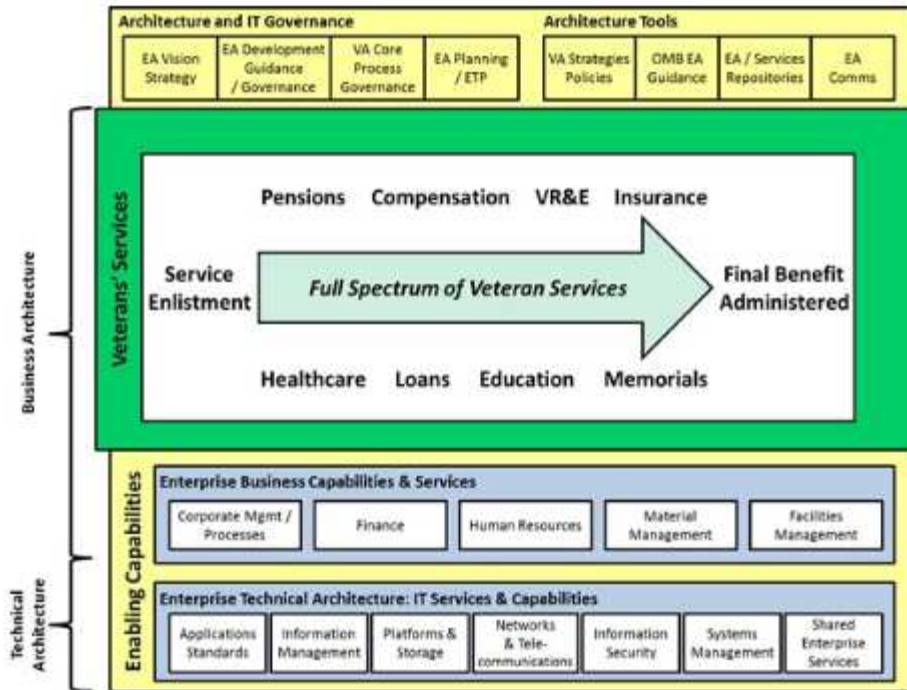 Architecture and IT Governance
Architecture Tools
EA Vision
Strategy
EA Development
Guidance
/ Governance
VA Core
Process
Governance
EA Planning
/ ETP
VA Strategies
Policies
OMB EA
Guidance
EA / Services
Repositories
EA
Comms
Business Architecture
Veterans' Services
Pensions Compensation VR&E Insurance
Service
Enlistment
Full Spectrum of Veteran Services
Final Benefit
Administered
Healthcare Loans Education Memorials
Technical
Architecture
Enabling Capabilities
Enterprise Business Capabilities & Services
Corporate Mgmt /
Processes
Finance
Human Resources
Material
Management
Facilities
Management
Enterprise Technical Architecture: IT Services & Capabilities
Applications
Standards
Information
Management
Platforms &
Storage
Networks
& Tele-
communications
Information
Security
Systems
Management
Shared
Enterprise
Services